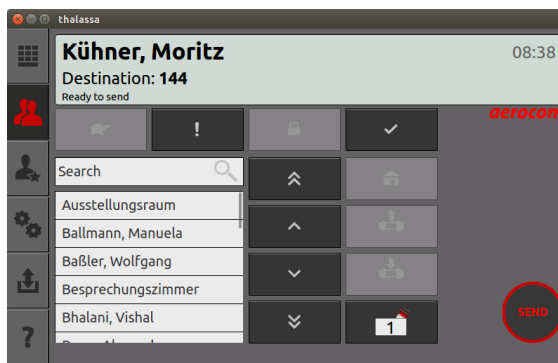 thalassa
Kühner, Moritz
08:38
Destination: 144
Ready to send
aerocom
!
Search
Ausstellungsraum
Ballmann, Manuela
Baßler, Wolfgang
Besprechungszimmer
Bhalani, Vishal
1
SEND
?